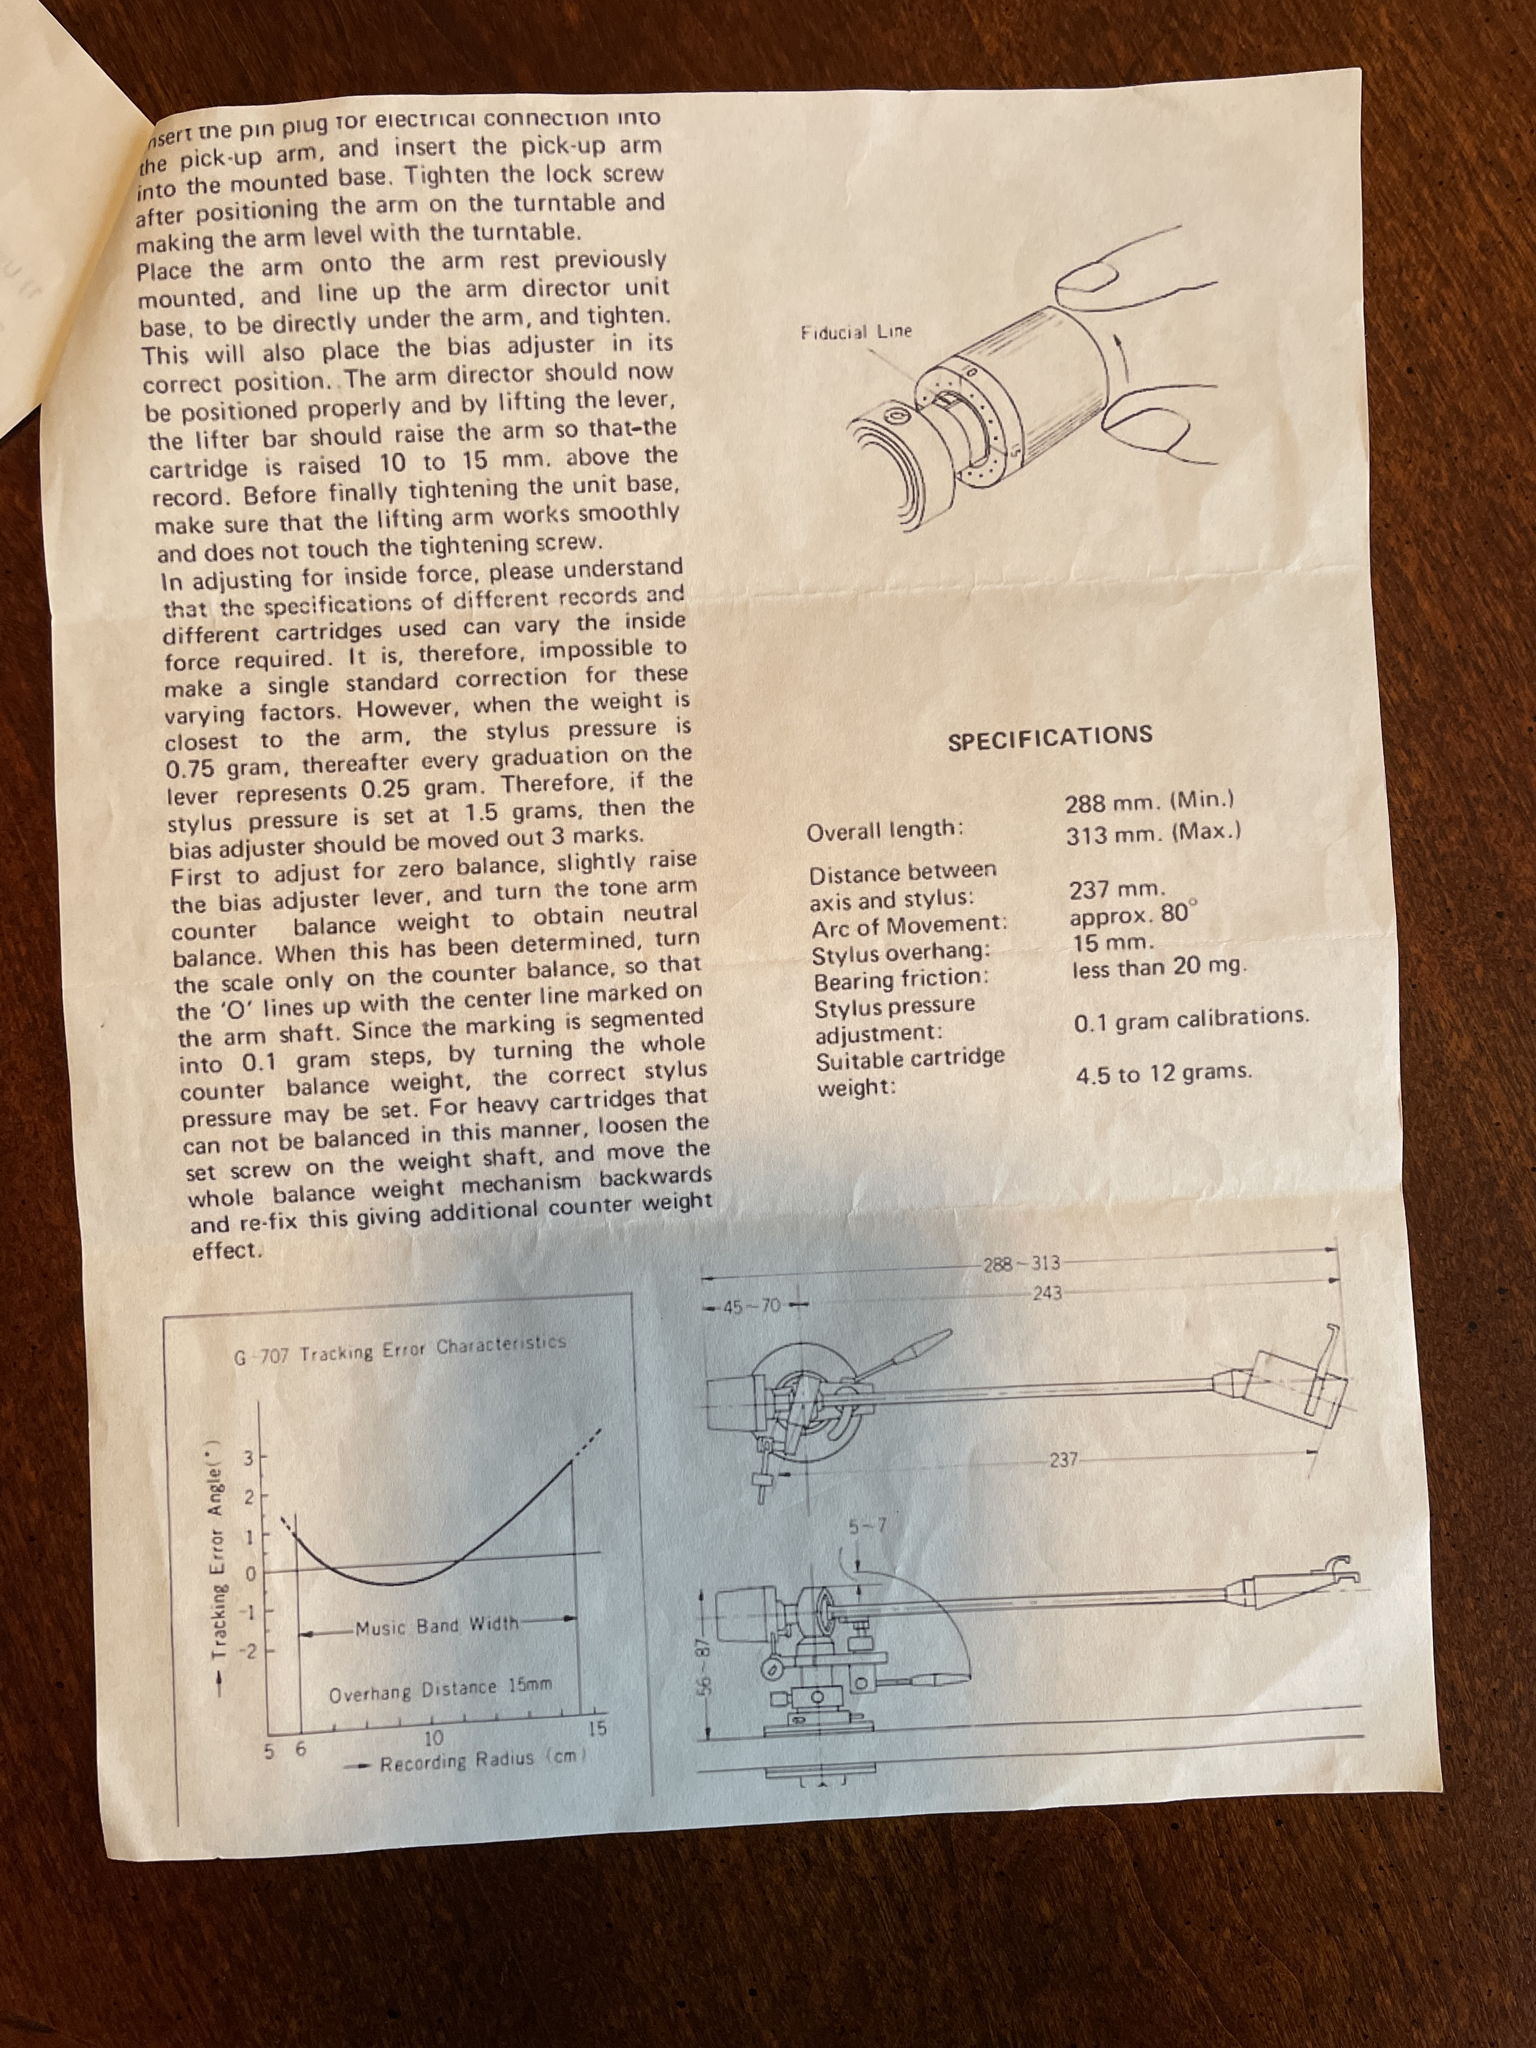 nsert the pin plug for electrical connection into
the pick-up arm, and insert the pick-up arm
into the mounted base. Tighten the lock screw
after positioning the arm on the turntable and
making the arm level with the turntable.
Place the arm onto the arm rest previously
mounted, and line up the arm director unit
base, to be directly under the arm, and tighten.
This will also place the bias adjuster in its
correct position. The arm director should now
be positioned properly and by lifting the lever,
the lifter bar should raise the arm so that-the
cartridge is raised 10 to 15 mm. above the
record. Before finally tightening the unit base,
make sure that the lifting arm works smoothly
and does not touch the tightening screw.
In adjusting for inside force, please understand
that the specifications of different records and
different cartridges used can vary the inside
force required. It is, therefore, impossible to
make a single standard correction for these
varying factors. However, when the weight is
closest to the arm, the stylus pressure is
0.75 gram, thereafter every graduation on the
lever represents 0.25 gram. Therefore, if the
stylus pressure is set at 1.5 grams, then the
bias adjuster should be moved out 3 marks.
First to adjust for zero balance, slightly raise
the bias adjuster lever, and turn the tone arm
counter balance weight to obtain neutral
balance. When this has been determined, turn
the scale only on the counter balance, so that
the 'O' lines up with the center line marked on
the arm shaft. Since the marking is segmented
into 0.1 gram steps, by turning the whole
counter balance weight, the correct stylus
pressure may be set. For heavy cartridges that
can not be balanced in this manner, loosen the
set screw on the weight shaft, and move the
whole balance weight mechanism backwards
and re-fix this giving additional counter weight
effect.
Fiducial Line
0
5
SPECIFICATIONS
288 mm. (Min.)
Overall length: 313 mm. (Max.)
Distance between
axis and stylus: 237 mm.
Arc of Movement: approx. 80°
Stylus overhang: 15 mm.
Bearing friction: less than 20 mg.
Stylus pressure
adjustment: 0.1 gram calibrations.
Suitable cartridge
weight: 4.5 to 12 grams.
G-707 Tracking Error Characteristics
Tracking Error Angle(°)
3
2
1
0
-1
-2
Music Band Width
Overhang Distance 15mm
5 6 10 15
Recording Radius (cm)
288~313
45~70 243
237
5~7
56~87